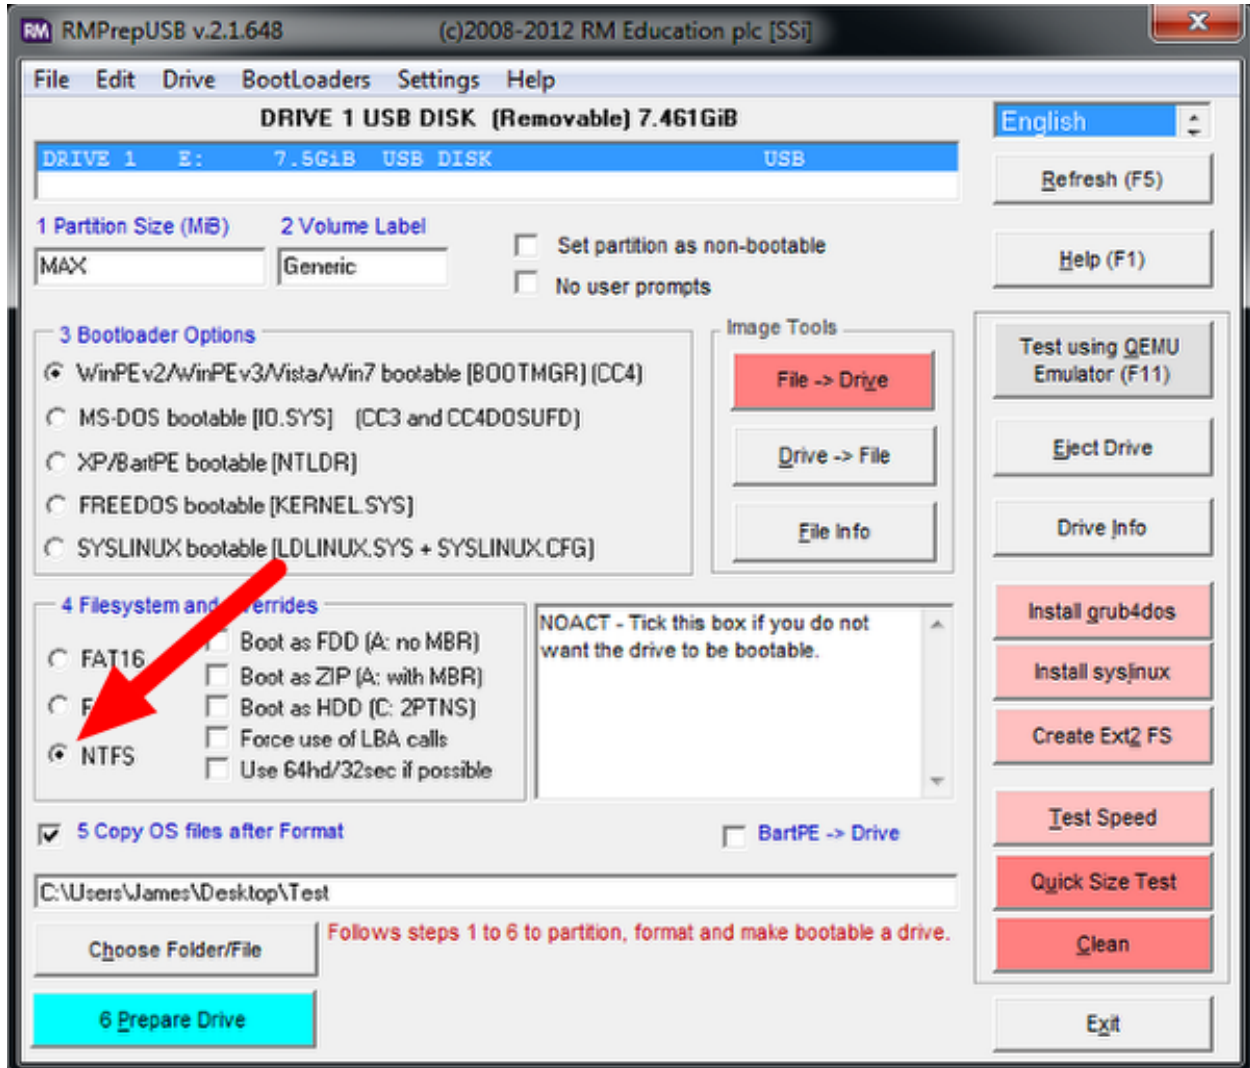 RM RMPrepUSB v.2.1.648 (c)2008-2012 RM Education plc [SSi] X
File Edit Drive BootLoaders Settings Help
DRIVE 1 USB DISK (Removable) 7.461GiB
English
DRIVE 1 E: 7.5GiB USB DISK USB
Refresh (F5)
1 Partition Size (MiB) 2 Volume Label
MAX Generic
Set partition as non-bootable
No user prompts
Help (F1)
3 Bootloader Options
WinPEv2/WinPEv3/Vista/Win7 bootable [BOOTMGR] (CC4)
MS-DOS bootable [IO.SYS] (CC3 and CC4DOSUFD)
XP/BartPE bootable [NTLDR]
FREEDOS bootable [KERNEL.SYS]
SYSLINUX bootable [LDLINUX.SYS + SYSLINUX.CFG]
Image Tools
File -> Drive
Drive -> File
File Info
Test using QEMU
Emulator (F11)
Eject Drive
Drive Info
4 Filesystem and
FAT16
NTFS
Boot as FDD (A: no MBR)
Boot as ZIP (A: with MBR)
Boot as HDD (C: 2PTNS)
Force use of LBA calls
Use 64hd/32sec if possible
NOACT - Tick this box if you do not
want the drive to be bootable.
Install grub4dos
Install syslinux
Create Ext2 FS
5 Copy OS files after Format
BartPE -> Drive
Test Speed
C:\Users\James\Desktop\Test
Quick Size Test
Choose Folder/File
Follows steps 1 to 6 to partition, format and make bootable a drive.
Clean
6 Prepare Drive
Exit